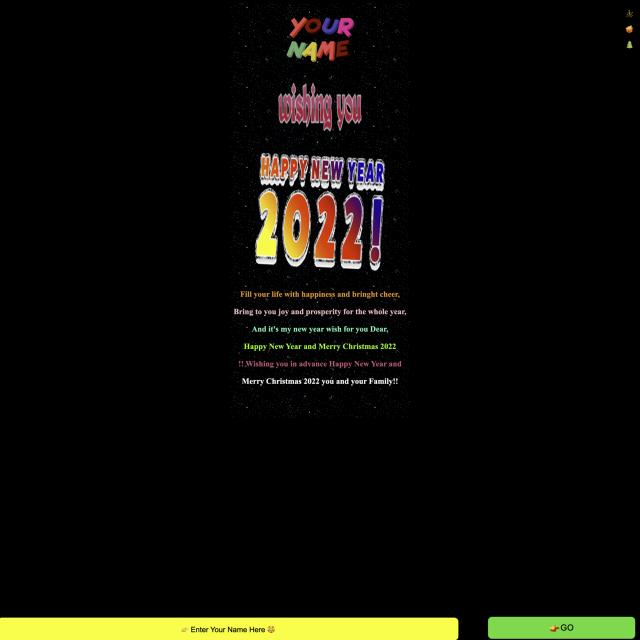 YOUR
NAME
wishing you
HAPPY NEW YEAR
2022!
Fill your life with happiness and bringht cheer,
Bring to you joy and prosperity for the whole year,
And it's my new year wish for you Dear,
Happy New Year and Merry Christmas 2022
!! Wishing you in advance Happy New Year and
Merry Christmas 2022 you and your Family!!
Enter Your Name Here
GO